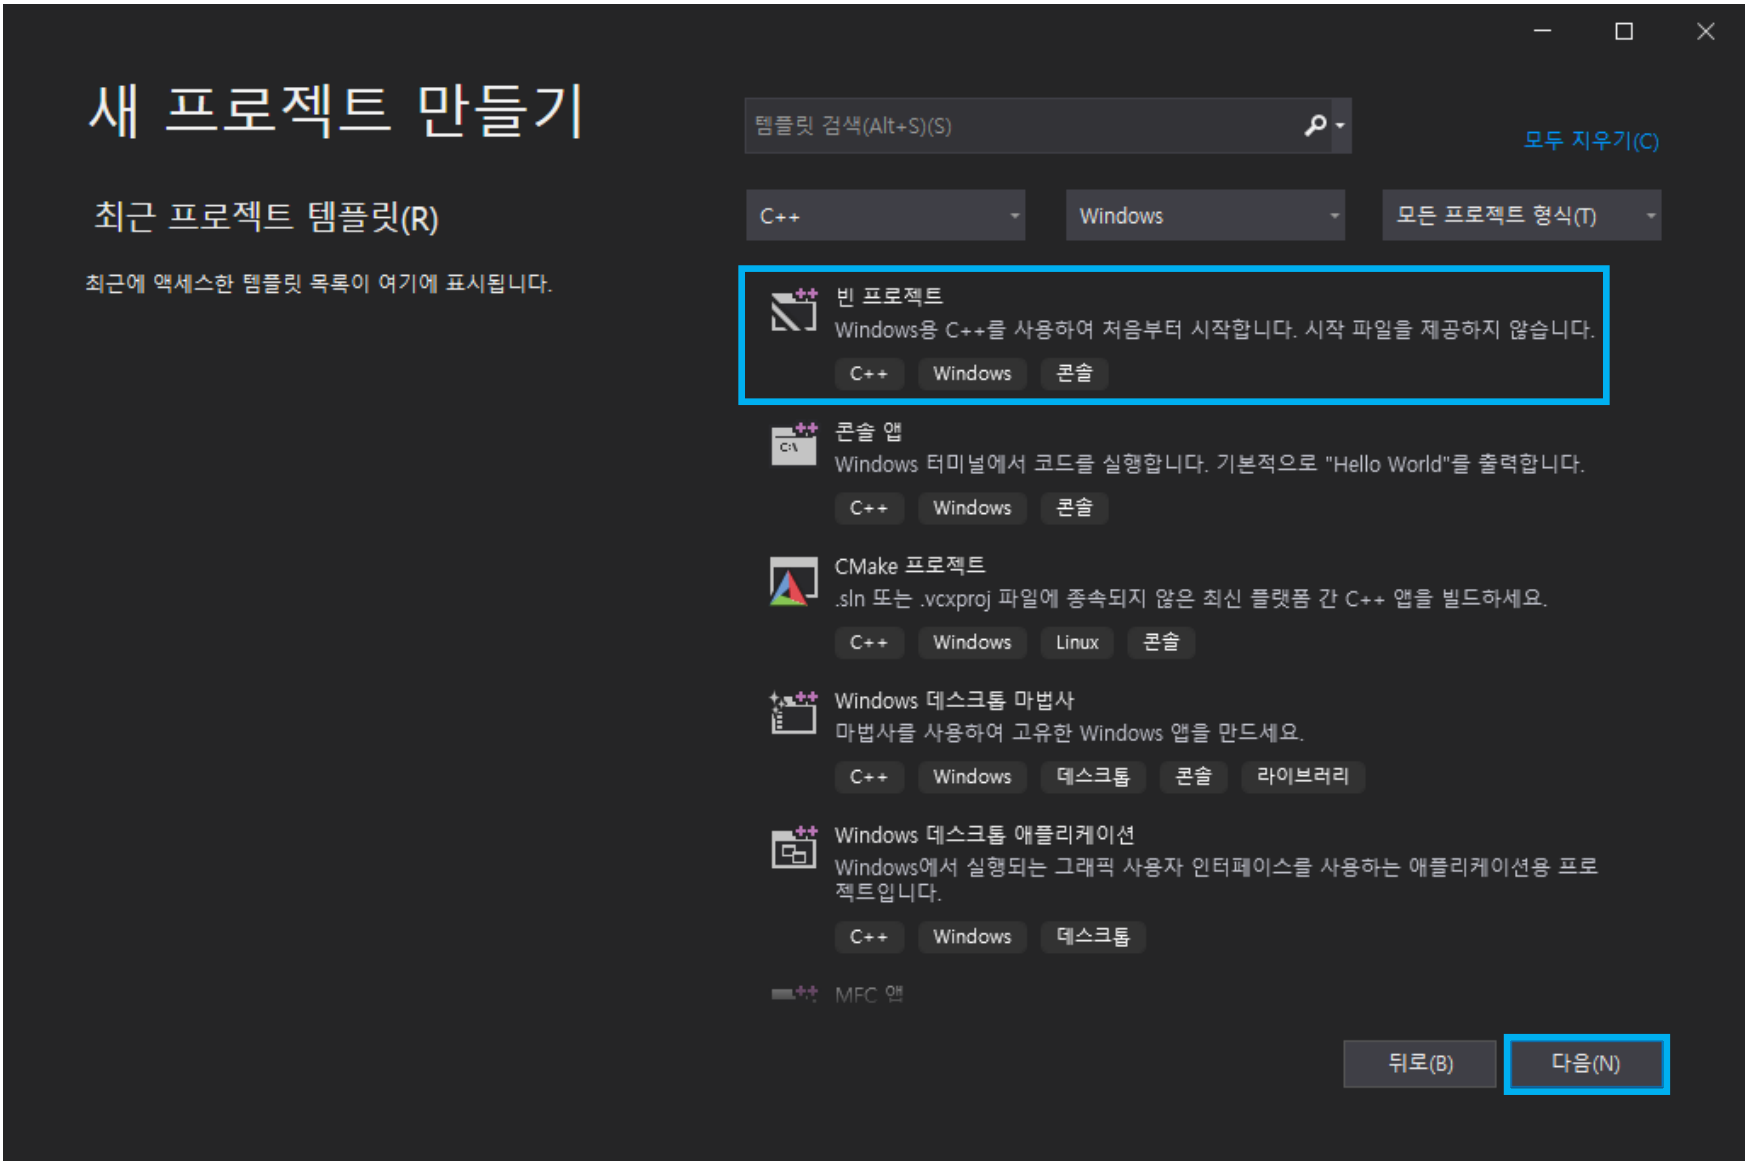 새 프로젝트 만들기
최근 프로젝트 템플릿(R)
최근에 액세스한 템플릿 목록이 여기에 표시됩니다.
템플릿 검색(Alt+S)(S)
모두 지우기(C)
C++ Windows 모든 프로젝트 형식(T)
빈 프로젝트
Windows용 C++를 사용하여 처음부터 시작합니다. 시작 파일을 제공하지 않습니다.
C++ Windows 콘솔
C:\
콘솔 앱
Windows 터미널에서 코드를 실행합니다. 기본적으로 "Hello World"를 출력합니다.
C++ Windows 콘솔
CMake 프로젝트
.sln 또는 .vcxproj 파일에 종속되지 않은 최신 플랫폼 간 C++ 앱을 빌드하세요.
C++ Windows Linux 콘솔
Windows 데스크톱 마법사
마법사를 사용하여 고유한 Windows 앱을 만드세요.
C++ Windows 데스크톱 콘솔 라이브러리
Windows 데스크톱 애플리케이션
Windows에서 실행되는 그래픽 사용자 인터페이스를 사용하는 애플리케이션용 프로
젝트입니다.
C++ Windows 데스크톱
MFC 앱
뒤로(B) 다음(N)